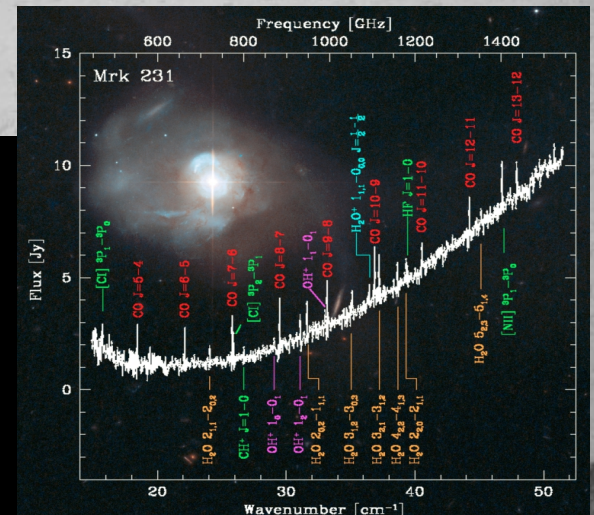 Frequency [GHz]
600 800 1000 1200 1400
15
10
5
0
Flux [Jy]
Mrk 231
[CI] ³P₁-³P₀
CO J=5-4
CO J=6-5
CO J=7-6
[CI] ³P₂-³P₁
CO J=8-7
OH⁺ 1₁-0₁
CO J=9-8
H₂O⁺ 1₁,₁-0₀,₀ J=½-½
CO J=10-9
HF J=1-0
CO J=11-10
CO J=12-11
CO J=13-12
H₂O 2₁,₁-2₀,₂
CH⁺ J=1-0
OH⁺ 1₀-0₁
OH⁺ 1₂-0₁
H₂O 2₀,₂-1₁,₁
H₂O 3₁,₂-3₀,₃
H₂O 3₂,₁-3₁,₂
H₂O 4₂,₂-4₁,₃
H₂O 2₂,₀-2₁,₁
H₂O 5₂,₃-5₁,₄
[NII] ³P₁-³P₀
20 30 40 50
Wavenumber [cm⁻¹]